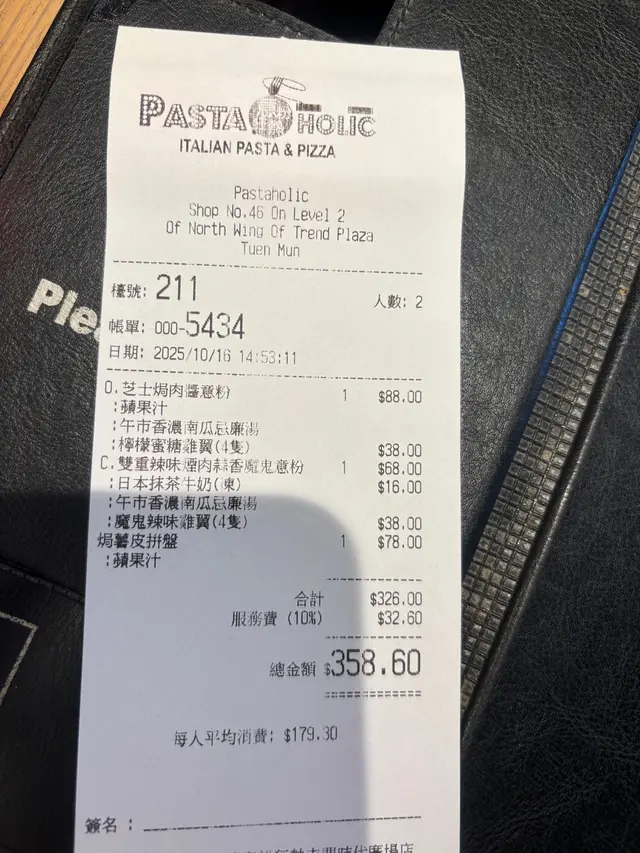 PASTA HOLIC
ITALIAN PASTA & PIZZA
Pastaholic
Shop No.46 On Level 2
Of North Wing Of Trend Plaza
Tuen Mun
檯號: 211 人數: 2
帳單: 000-5434
日期: 2025/10/16 14:53:11
O.芝士焗肉醬意粉 1 $88.00
:蘋果汁
:午市香濃南瓜忌廉湯
:檸檬蜜糖雞翼(4隻) $38.00
C.雙重辣味煙肉蒜香魔鬼意粉 1 $68.00
:日本抹茶牛奶(凍) $16.00
:午市香濃南瓜忌廉湯
:魔鬼辣味雞翼(4隻) $38.00
焗薯皮拼盤 1 $78.00
:蘋果汁
合計 $326.00
服務費 (10%) $32.60
總金額 $358.60
每人平均消費: $179.30
簽名: